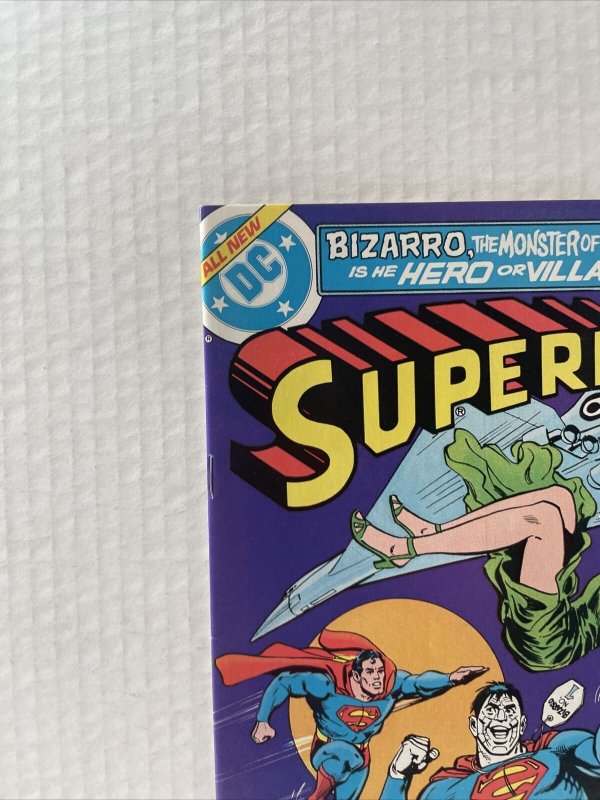 ALL NEW
DC
BIZARRO, THE MONSTER OF
IS HE HERO OR VILLA
SUPER
®
®
S
S